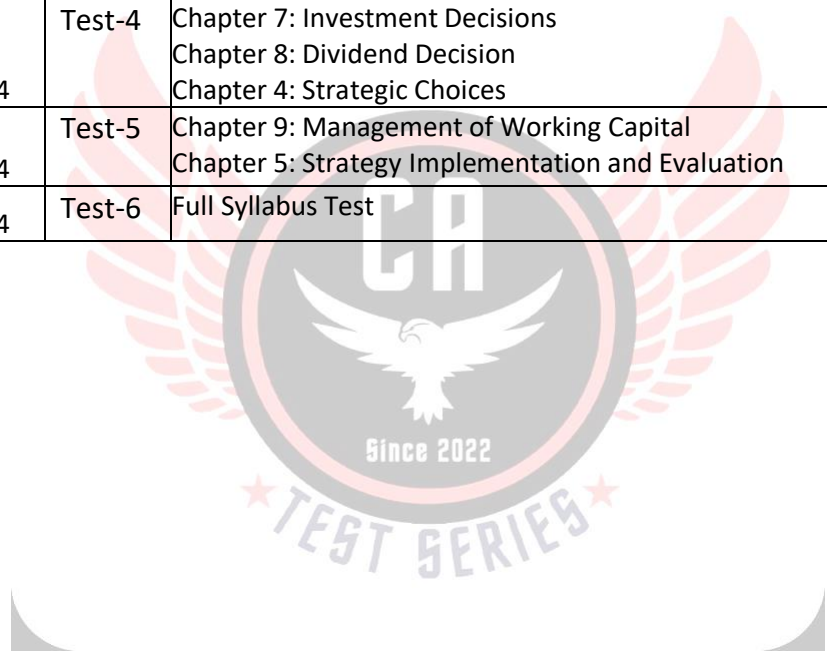 Test-4 Chapter 7: Investment Decisions
Chapter 8: Dividend Decision
4 Chapter 4: Strategic Choices
Test-5 Chapter 9: Management of Working Capital
4 Chapter 5: Strategy Implementation and Evaluation
4 Test-6 Full Syllabus Test
CA
Since 2022
TEST SERIES